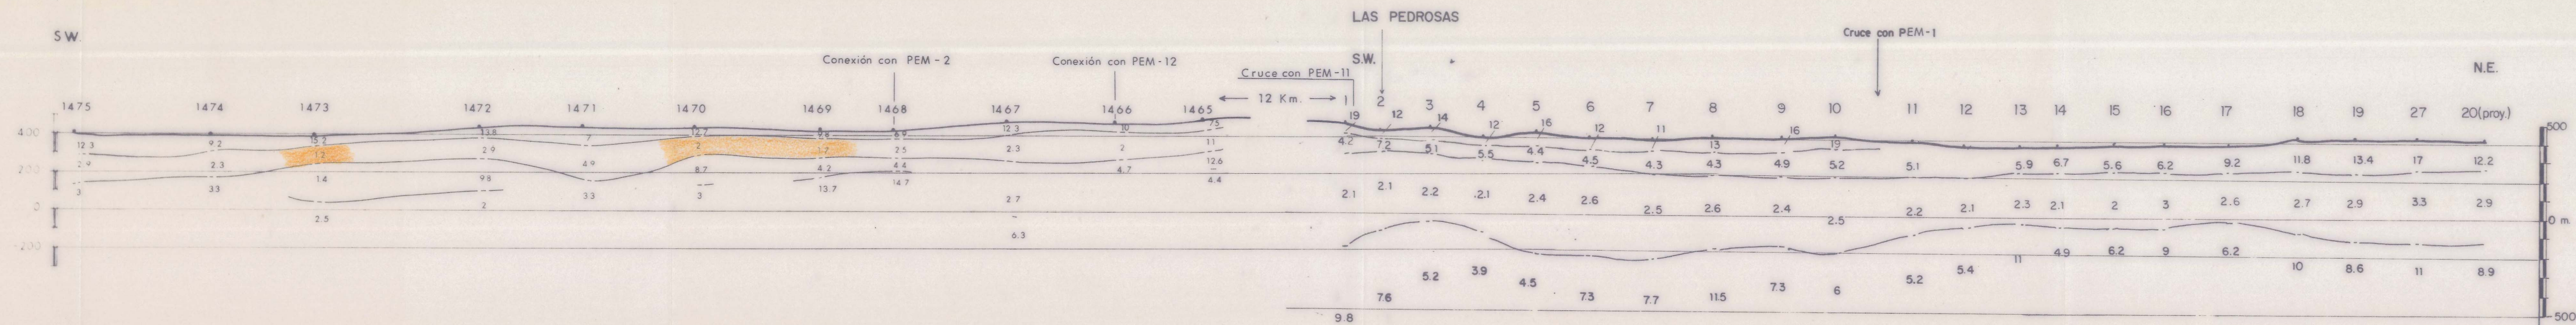 LAS PEDROSAS
S W.
Cruce con PEM-1
Conexión con PEM - 2
Conexión con PEM - 12
S.W.
N.E.
Cruce con PEM-11
12 Km.
1475 1474 1473 1472 1471 1470 1469 1468 1467 1466 1465 1 2 3 4 5 6 7 8 9 10 11 12 13 14 15 16 17 18 19 27 20(proy.)
19 12 14 12 16 12 11 13 16 19
400 500
9.2 15.2 13.8 7 12.7 12.3 10 7.5
12.3 2.9 2 1.7 2.5 2.3 2 11 4.2 7.2 5.1 5.5 4.4 4.5 4.3 4.3 4.9 5.2 5.1 5.9 6.7 5.6 6.2 9.2 11.8 13.4 17 12.2
2.9 2.3 1.2 4.9 4.4 12.6
200 8.7 4.2 4.7
1.4 9.8 14.7 4.4
3 33 13.7
33 3 2.7 2.1 2.1 2.2 2.1 2.4 2.6 2.5 2.6 2.4 2.5 2.2 2.1 2.3 2.1 2 3 2.6 2.7 2.9 3.3 2.9
0 2 0 m.
2.5
6.3
-200
5.2 3.9 4.5 7.3 6 5.2 5.4 11 4.9 6.2 9 6.2 10 8.6 11 8.9
7.6 7.3 7.7 11.5
9.8 500